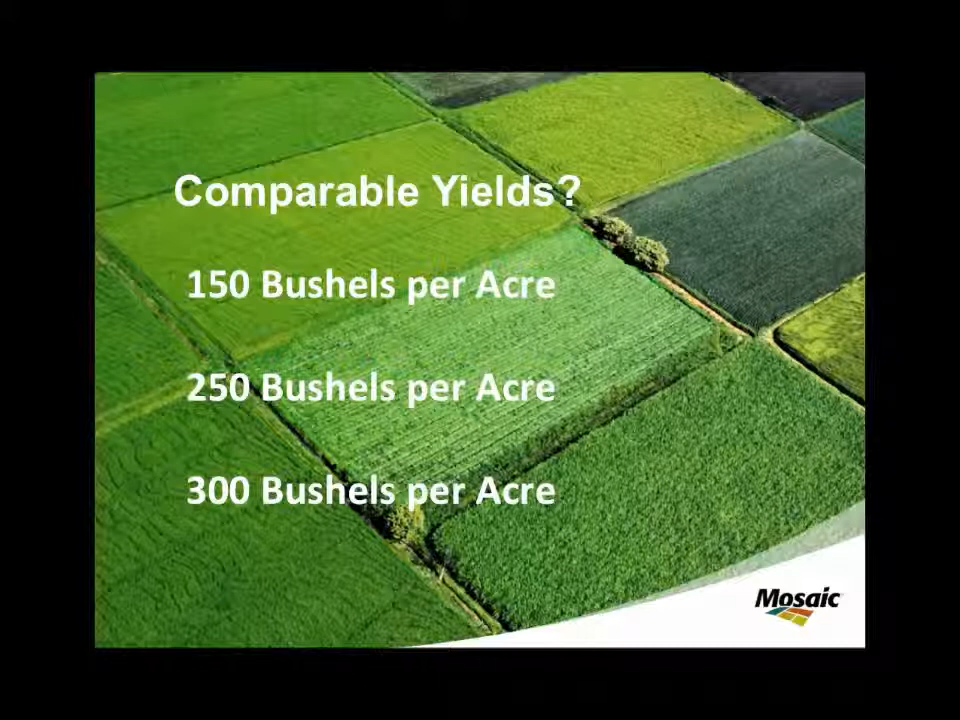 Comparable Yields?
150 Bushels per Acre
250 Bushels per Acre
300 Bushels per Acre
Mosaic